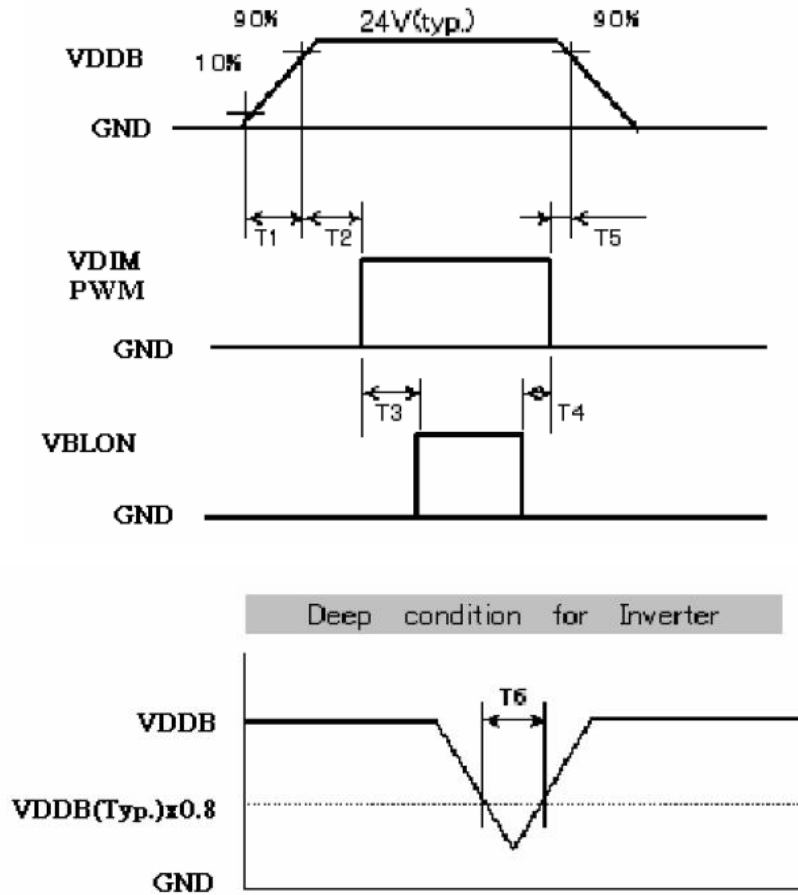 90% 24V(typ.) 90%
VDDB
10%
GND
T1 T2 T5
VDIM
PWM
GND
T3 T4
VBLON
GND
Deep condition for Inverter
T6
VDDB
VDDB(Typ.)x0.8
GND